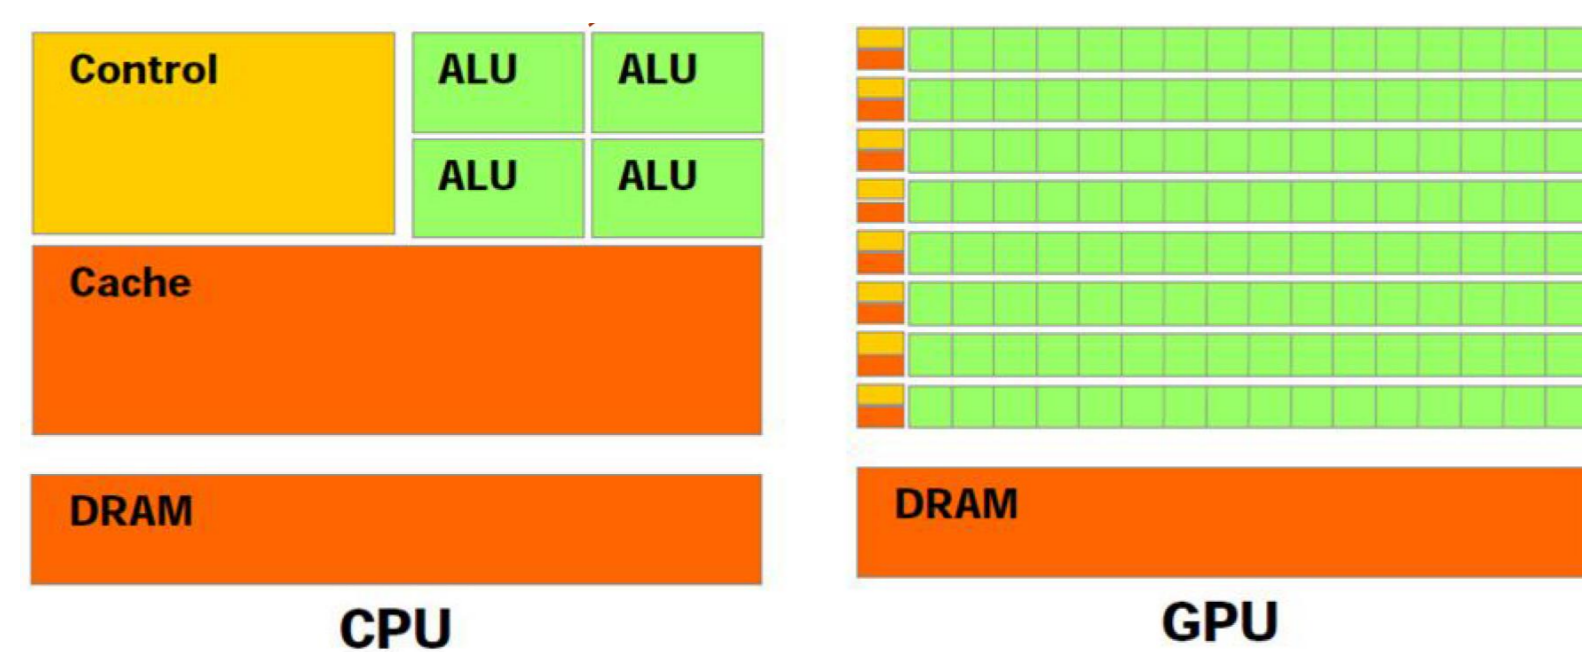 Control
ALU ALU
ALU ALU
Cache
DRAM
CPU
DRAM
GPU